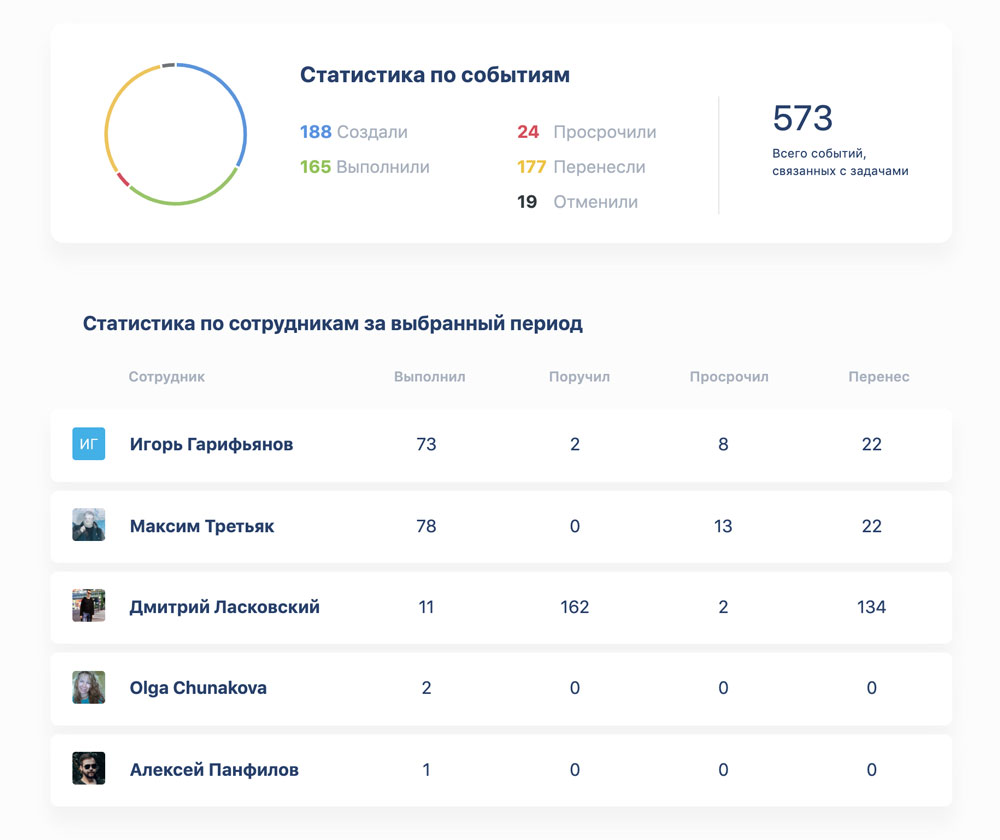 Статистика по событиям
188 Создали
24 Просрочили
165 Выполнили
177 Перенесли
19 Отменили
573
Всего событий,
связанных с задачами
Статистика по сотрудникам за выбранный период
Сотрудник Выполнил Поручил Просрочил Перенес
ИГ Игорь Гарифьянов 73 2 8 22
Максим Третьяк 78 0 13 22
Дмитрий Ласковский 11 162 2 134
Olga Chunakova 2 0 0 0
Алексей Панфилов 1 0 0 0